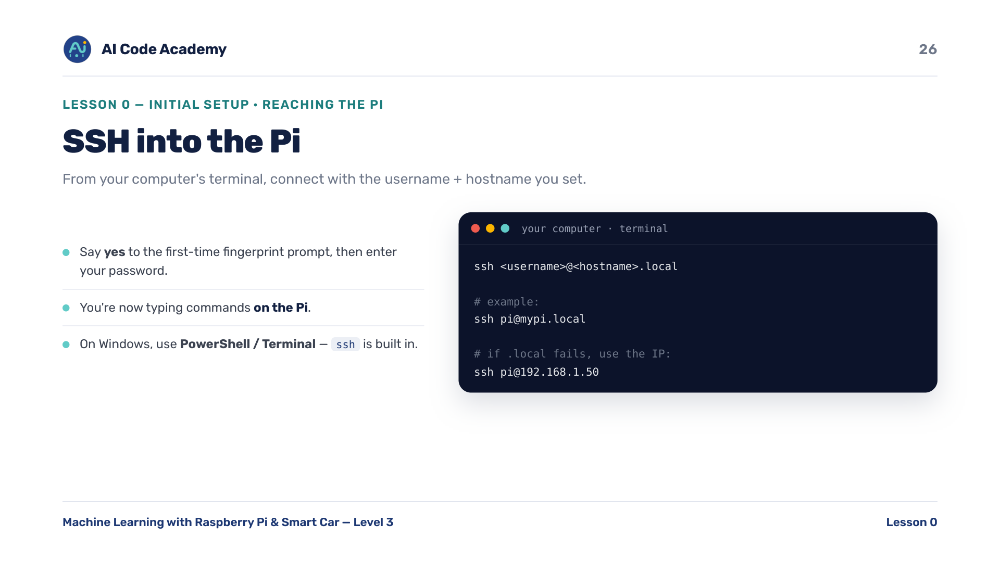 AI Code Academy
26
LESSON 0 — INITIAL SETUP · REACHING THE PI
SSH into the Pi
From your computer's terminal, connect with the username + hostname you set.
Say yes to the first-time fingerprint prompt, then enter
your password.
You're now typing commands on the Pi.
On Windows, use PowerShell / Terminal — ssh is built in.
your computer · terminal
ssh <username>@<hostname>.local
# example:
ssh pi@mypi.local
# if .local fails, use the IP:
ssh pi@192.168.1.50
Machine Learning with Raspberry Pi & Smart Car — Level 3
Lesson 0